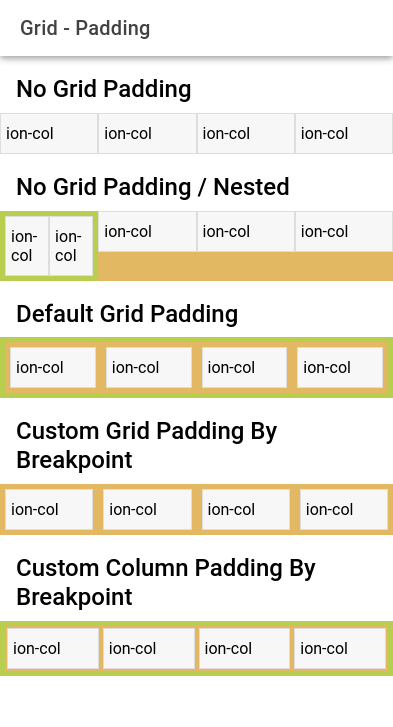 Grid - Padding
No Grid Padding
ion-col ion-col ion-col ion-col
No Grid Padding / Nested
ion- ion- ion-col ion-col ion-col
col col
Default Grid Padding
ion-col ion-col ion-col ion-col
Custom Grid Padding By
Breakpoint
ion-col ion-col ion-col ion-col
Custom Column Padding By
Breakpoint
ion-col ion-col ion-col ion-col